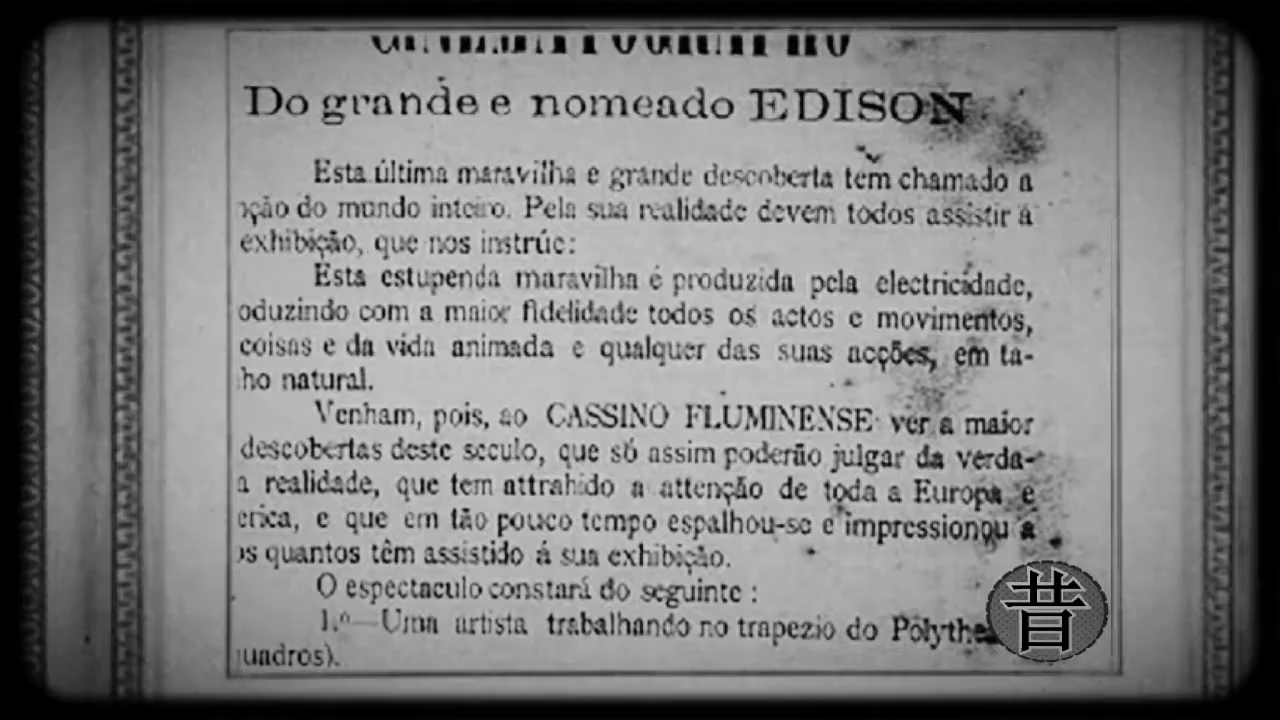 Do grande e nomeado EDISON
Esta última maravilha e grande descoberta tem chamado a
ção do mundo inteiro. Pela sua realidade devem todos assistir á
exhibição, que nos instrúe:
Esta estupenda maravilha é produzida pela electricidade,
oduzindo com a maior fidelidade todos os actos e movimentos,
coisas e da vida animada e qualquer das suas acções, em ta-
ho natural.
Venham, pois, ao CASSINO FLUMINENSE ver a maior
descobertas deste seculo, que só assim poderão julgar da verda-
a realidade, que tem attrahido a attenção de toda a Europa e
erica, e que em tão pouco tempo espalhou-se e impressionou a
os quantos têm assistido á sua exhibição.
O espectaculo constará do seguinte :
1.º—Uma artista trabalhando no trapezio do Polythe
uadros).
昔